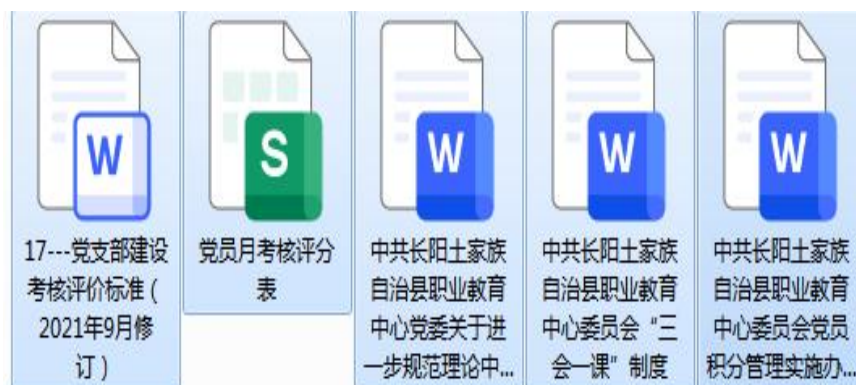 W
S
W
W
W
17---党支部建设
考核评价标准（
2021年9月修
订）
党员月考核评分
表
中共长阳土家族
自治县职业教育
中心党委关于进
一步规范理论中...
中共长阳土家族
自治县职业教育
中心委员会“三
会一课”制度
中共长阳土家族
自治县职业教育
中心委员会党员
积分管理实施办...